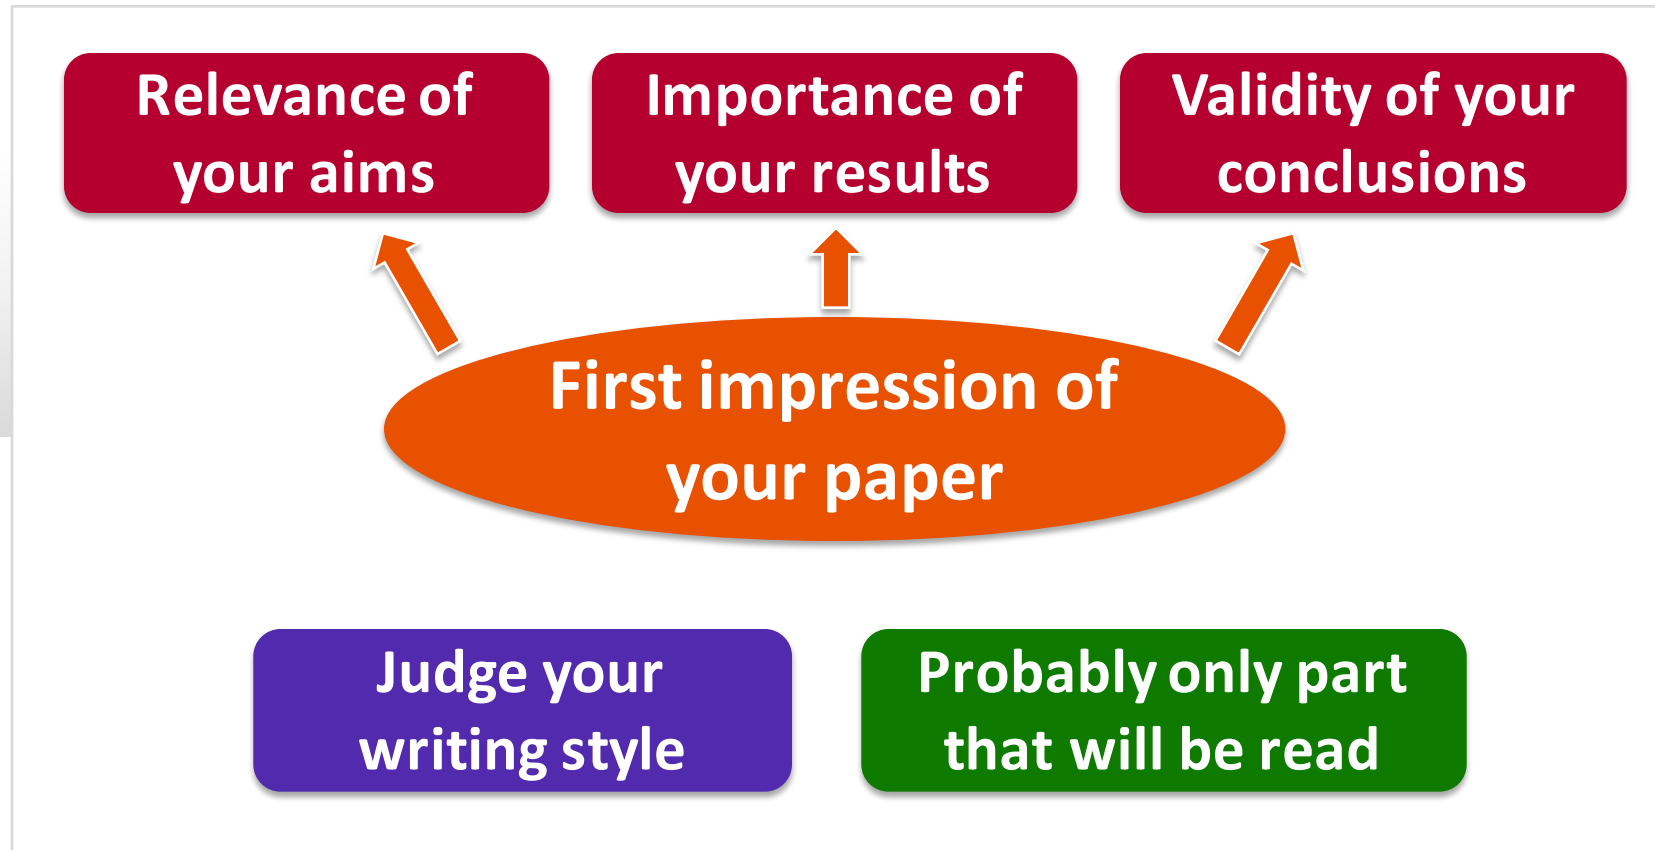 Relevance of
your aims
Importance of
your results
Validity of your
conclusions
First impression of
your paper
Judge your
writing style
Probably only part
that will be read